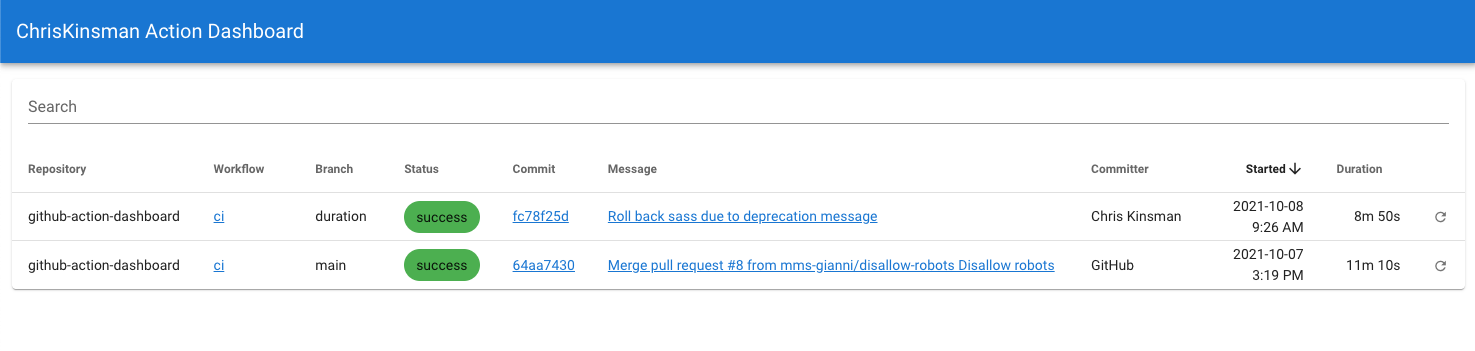 ChrisKinsman Action Dashboard
Search
Repository Workflow Branch Status Commit Message Committer Started Duration
github-action-dashboard ci duration success fc78f25d Roll back sass due to deprecation message Chris Kinsman 2021-10-08 8m 50s
9:26 AM
github-action-dashboard ci main success 64aa7430 Merge pull request #8 from mms-gianni/disallow-robots Disallow robots GitHub 2021-10-07 11m 10s
3:19 PM